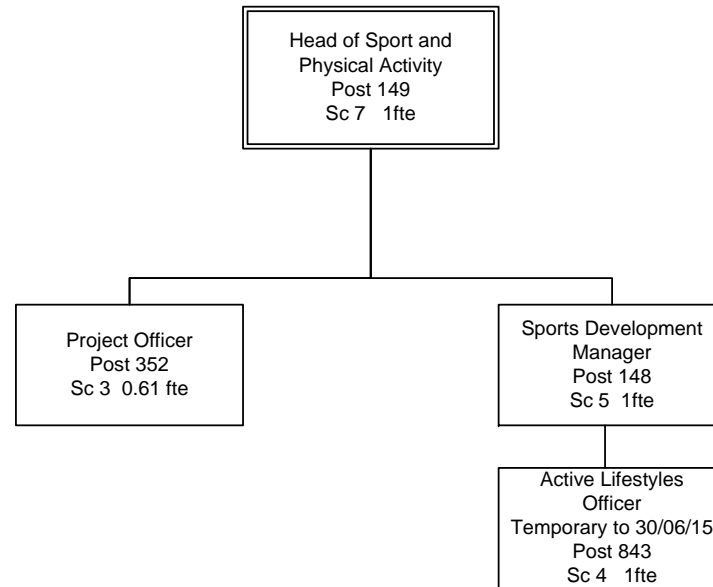 Head of Sport and
Physical Activity
Post 149
Sc 7   1fte
Project Officer
Post 352
Sc 3  0.61 fte
Sports Development
Manager
Post 148
Sc 5  1fte
Active Lifestyles
Officer
Temporary to 30/06/15
Post 843
Sc 4   1fte